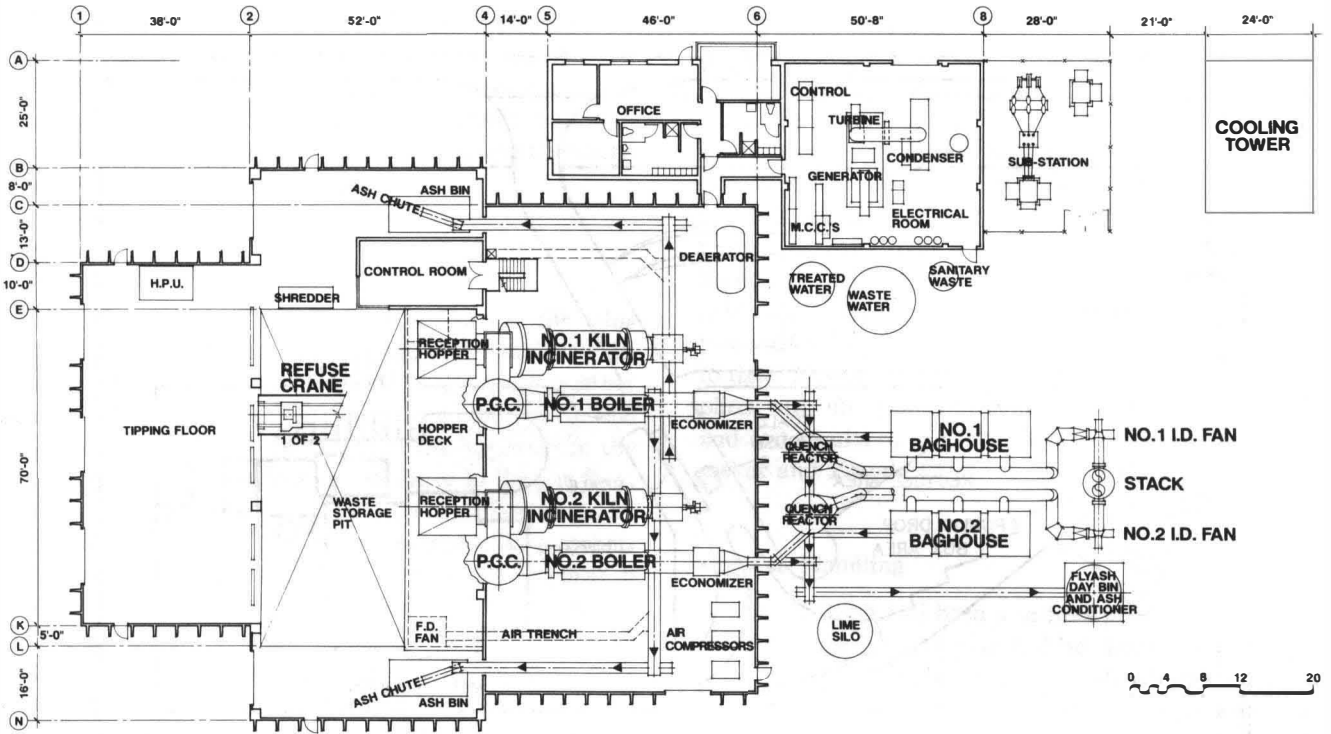 1 2 4 5 6 8
38'-0" 52'-0" 14'-0" 46'-0" 50'-8" 28'-0" 21'-0" 24'-0"
A
25'-0"
B
8'-0"
C
13'-0"
D
10'-0"
E
70'-0"
K
5'-0"
L
16'-0"
N
OFFICE
CONTROL
TURBINE
CONDENSER
GENERATOR
ELECTRICAL
ROOM
M.C.C.'S
SUB-STATION
COOLING
TOWER
ASH CHUTE
ASH BIN
CONTROL ROOM
DEAERATOR
H.P.U.
SHREDDER
TREATED
WATER
WASTE
WATER
SANITARY
WASTE
RECEPTION
HOPPER
NO.1 KILN
INCINERATOR
REFUSE
CRANE
1 OF 2
P.C.C.
NO.1 BOILER
ECONOMIZER
TIPPING FLOOR
HOPPER
DECK
QUENCH
REACTOR
NO.1
BAGHOUSE
NO.1 I.D. FAN
STACK
WASTE
STORAGE
PIT
RECEPTION
HOPPER
NO.2 KILN
INCINERATOR
QUENCH
REACTOR
NO.2
BAGHOUSE
NO.2 I.D. FAN
P.C.C.
NO.2 BOILER
ECONOMIZER
FLYASH
DAY BIN
AND ASH
CONDITIONER
F.D.
FAN
AIR TRENCH
AIR
COMPRESSORS
LIME
SILO
ASH CHUTE
ASH BIN
0 4 8 12 20